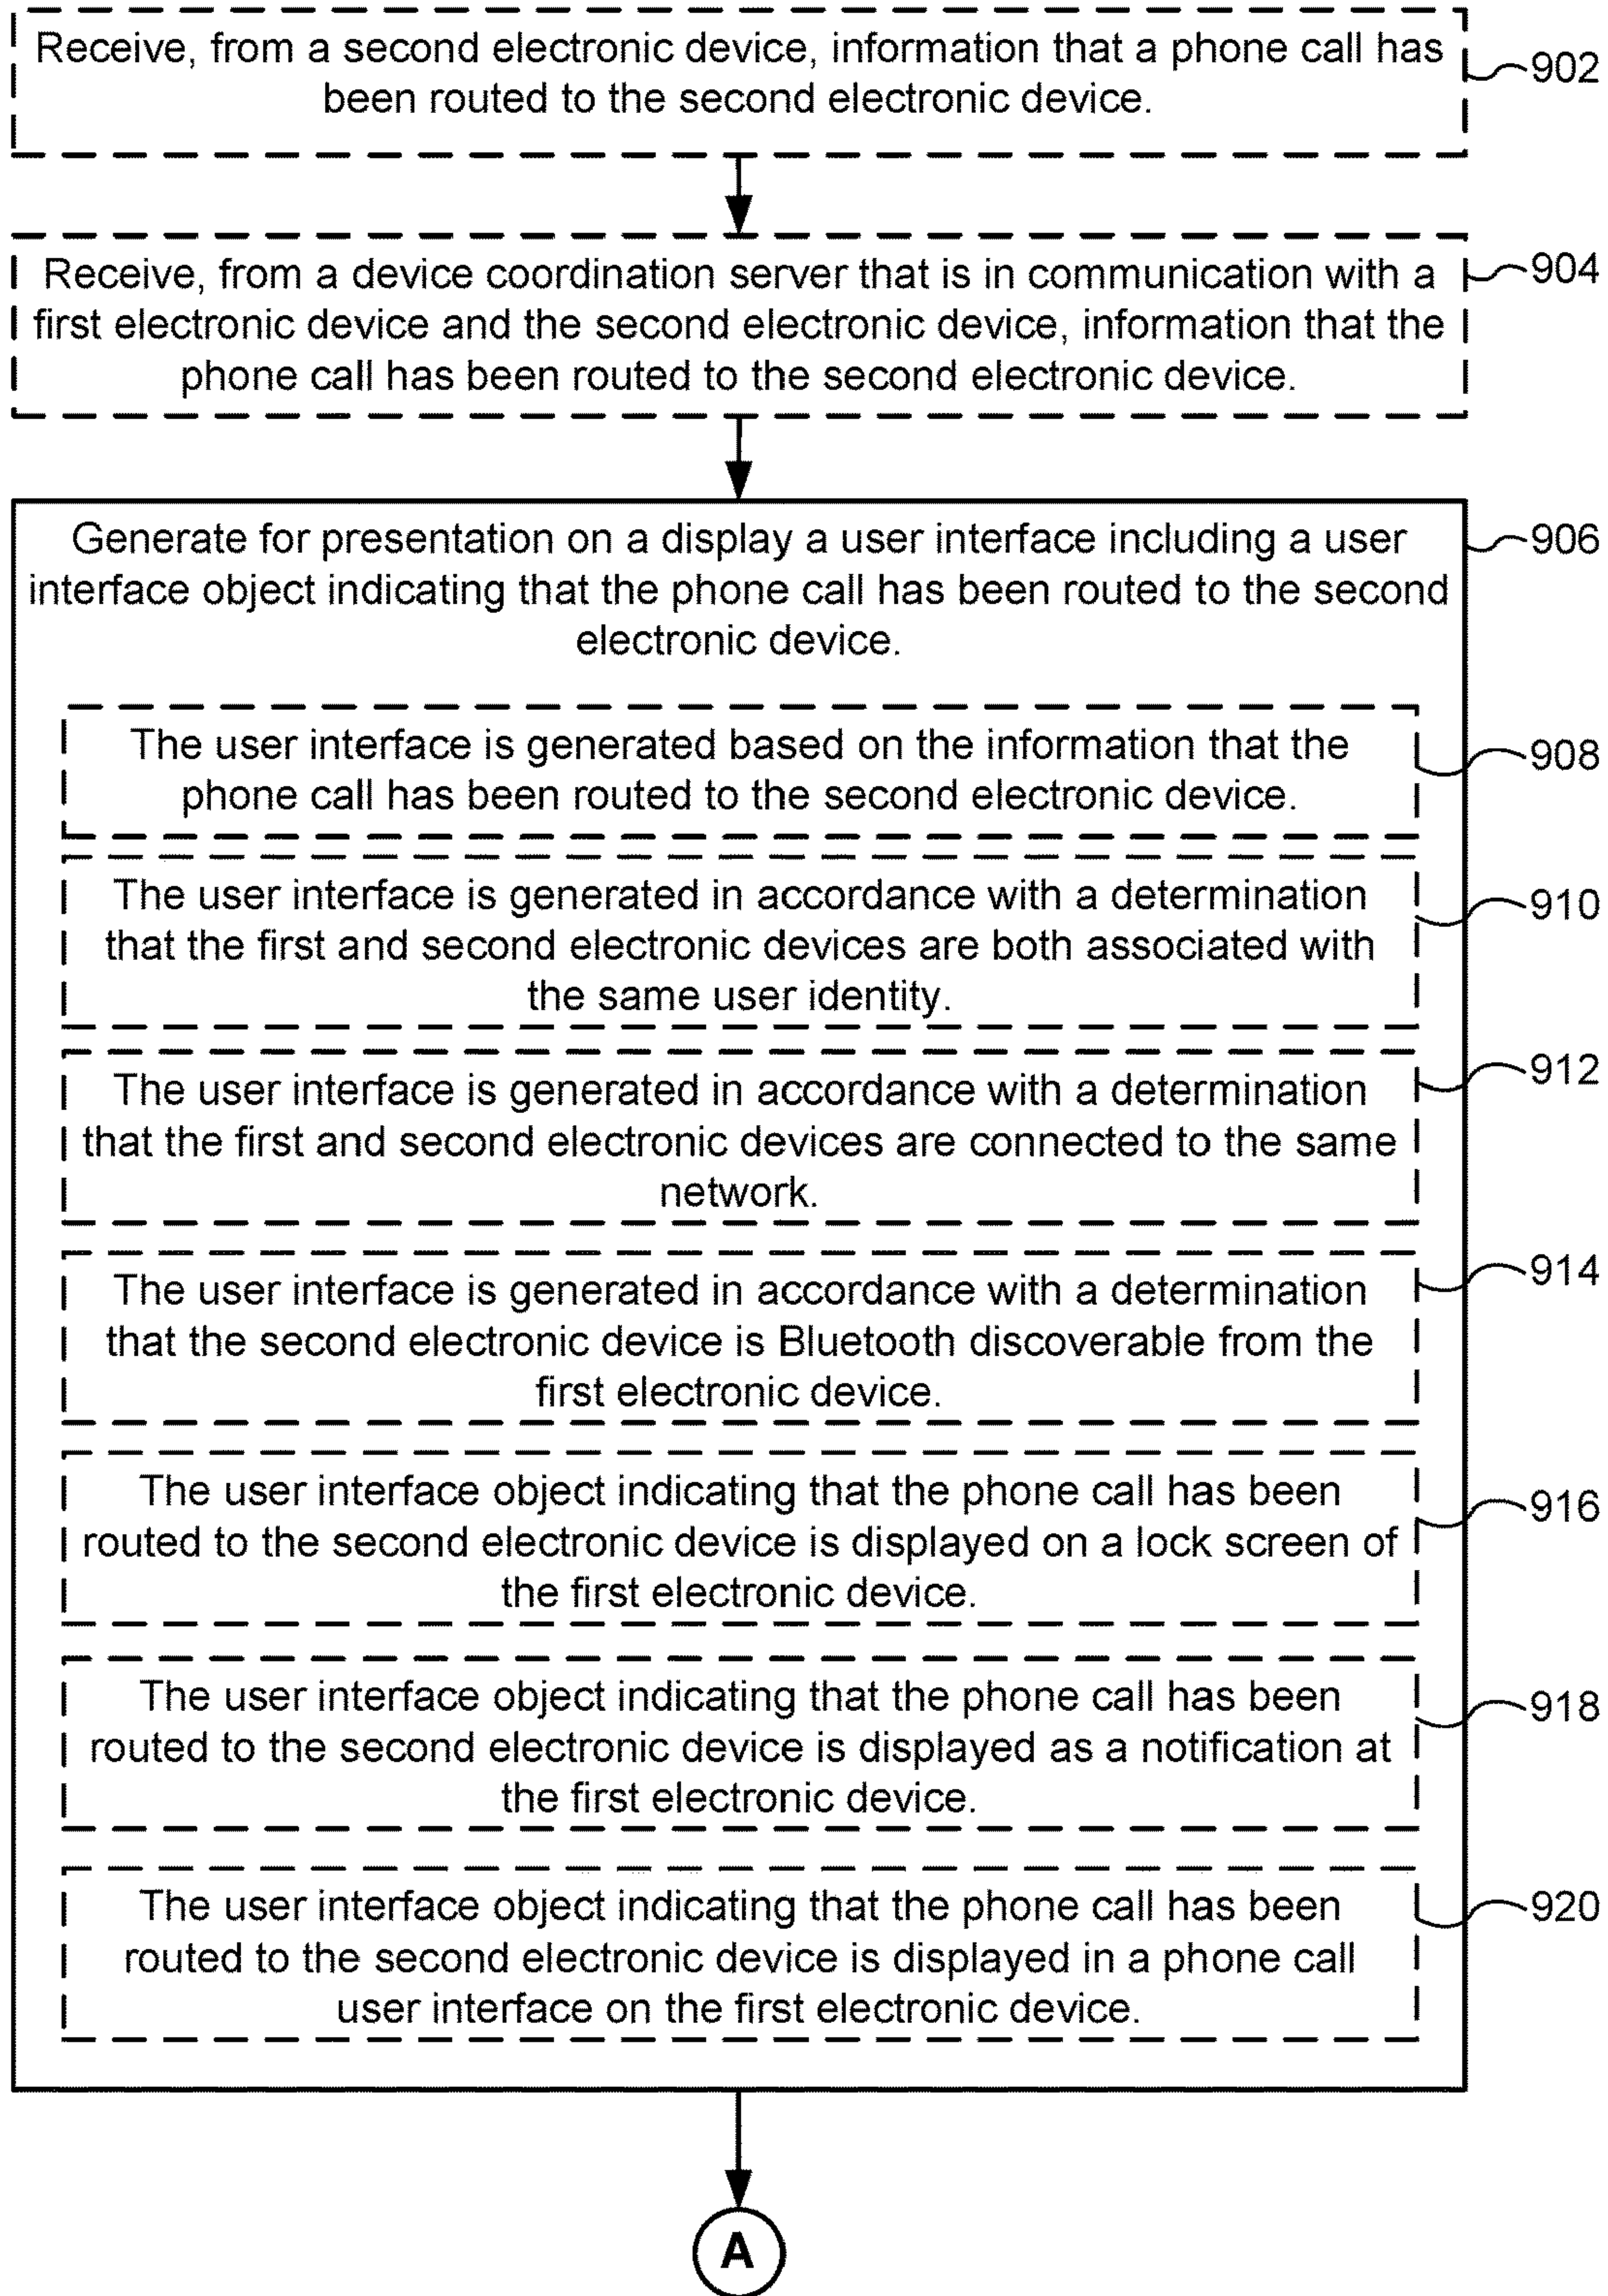 Receive, from a second electronic device, information that a phone call has
been routed to the second electronic device.
902
Receive, from a device coordination server that is in communication with a
first electronic device and the second electronic device, information that the
phone call has been routed to the second electronic device.
904
Generate for presentation on a display a user interface including a user
interface object indicating that the phone call has been routed to the second
electronic device.
906
The user interface is generated based on the information that the
phone call has been routed to the second electronic device.
908
The user interface is generated in accordance with a determination
that the first and second electronic devices are both associated with
the same user identity.
910
The user interface is generated in accordance with a determination
that the first and second electronic devices are connected to the same
network.
912
The user interface is generated in accordance with a determination
that the second electronic device is Bluetooth discoverable from the
first electronic device.
914
The user interface object indicating that the phone call has been
routed to the second electronic device is displayed on a lock screen of
the first electronic device.
916
The user interface object indicating that the phone call has been
routed to the second electronic device is displayed as a notification at
the first electronic device.
918
The user interface object indicating that the phone call has been
routed to the second electronic device is displayed in a phone call
user interface on the first electronic device.
920
A